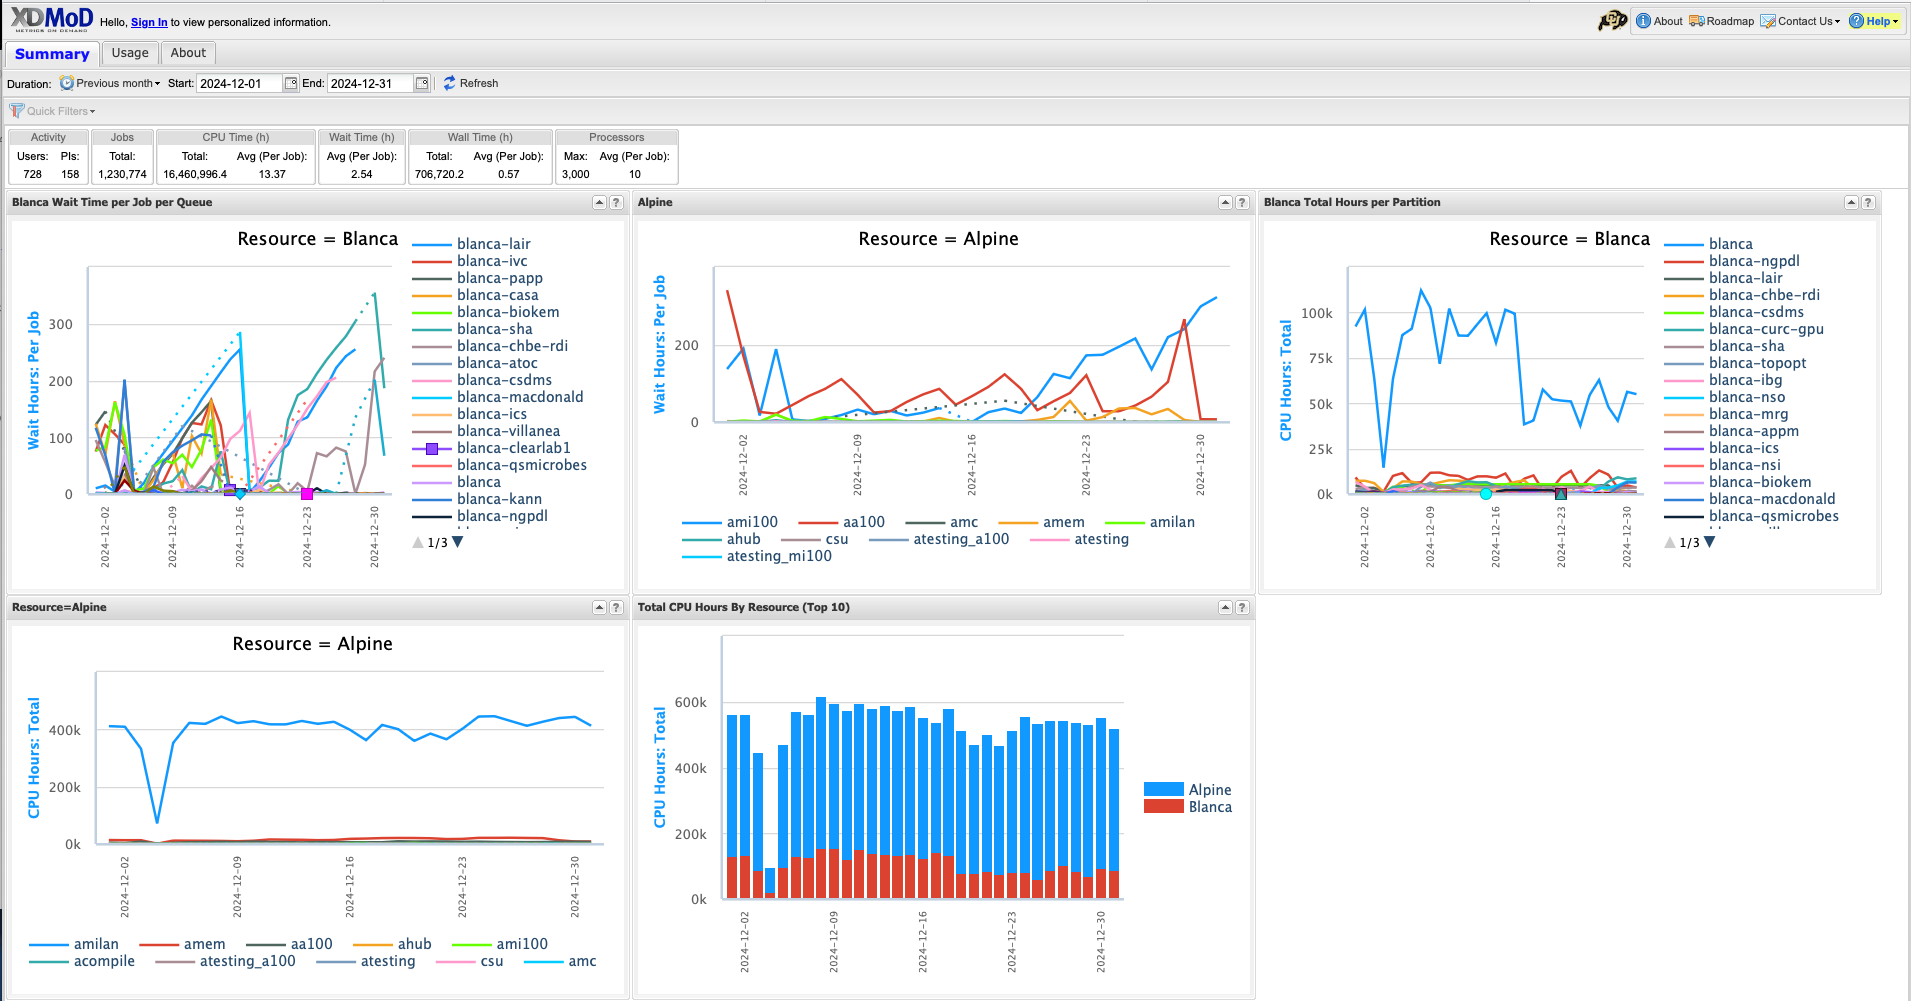 XDMoD
METRICS ON DEMAND
Hello, Sign In to view personalized information.
CU
About Roadmap Contact Us Help
Summary Usage About
Duration: Previous month Start: 2024-12-01 End: 2024-12-31 Refresh
Quick Filters
Activity Jobs CPU Time (h) Wait Time (h) Wall Time (h) Processors
Users: PIs: Total: Total: Avg (Per Job): Avg (Per Job): Total: Avg (Per Job): Max: Avg (Per Job):
728 158 1,230,774 16,460,996.4 13.37 2.54 706,720.2 0.57 3,000 10
Blanca Wait Time per Job per Queue
Resource = Blanca
Wait Hours: Per Job
300
200
100
0
2024-12-02
2024-12-09
2024-12-16
2024-12-23
2024-12-30
blanca-lair
blanca-ivc
blanca-papp
blanca-casa
blanca-biokem
blanca-sha
blanca-chbe-rdi
blanca-atoc
blanca-csdms
blanca-macdonald
blanca-ics
blanca-villanea
blanca-clearlab1
blanca-qsmicrobes
blanca
blanca-kann
blanca-ngpdl
1/3
Alpine
Resource = Alpine
Wait Hours: Per Job
200
0
2024-12-02
2024-12-09
2024-12-16
2024-12-23
2024-12-30
ami100 aa100 amc amem amilan
ahub csu atesting_a100 atesting
atesting_mi100
Blanca Total Hours per Partition
Resource = Blanca
CPU Hours: Total
100k
75k
50k
25k
0k
2024-12-02
2024-12-09
2024-12-16
2024-12-23
2024-12-30
blanca
blanca-ngpdl
blanca-lair
blanca-chbe-rdi
blanca-csdms
blanca-curc-gpu
blanca-sha
blanca-topopt
blanca-ibg
blanca-nso
blanca-mrg
blanca-appm
blanca-ics
blanca-nsi
blanca-biokem
blanca-macdonald
blanca-qsmicrobes
1/3
Resource=Alpine
Resource = Alpine
CPU Hours: Total
400k
200k
0k
2024-12-02
2024-12-09
2024-12-16
2024-12-23
2024-12-30
amilan amem aa100 ahub ami100
acompile atesting_a100 atesting csu amc
Total CPU Hours By Resource (Top 10)
CPU Hours: Total
600k
400k
200k
0k
2024-12-02
2024-12-09
2024-12-16
2024-12-23
2024-12-30
Alpine
Blanca